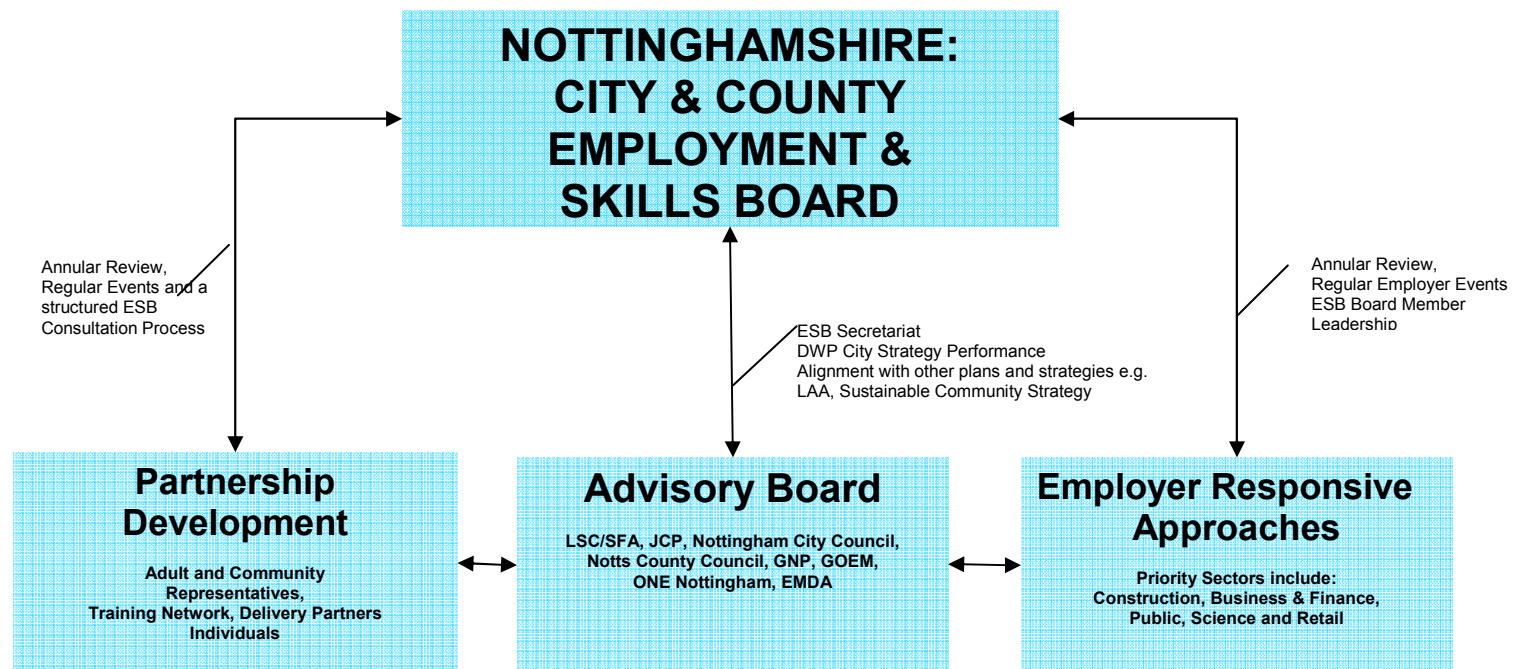 NOTTINGHAMSHIRE:
CITY & COUNTY
EMPLOYMENT &
SKILLS BOARD
Annular Review,
Regular Events and a
structured ESB
Consultation Process
ESB Secretariat
DWP City Strategy Performance
Alignment with other plans and strategies e.g.
LAA, Sustainable Community Strategy
Annular Review,
Regular Employer Events
ESB Board Member
Leadership
Partnership
Development
Adult and Community
Representatives,
Training Network, Delivery Partners
Individuals
Advisory Board
LSC/SFA, JCP, Nottingham City Council,
Notts County Council, GNP, GOEM,
ONE Nottingham, EMDA
Employer Responsive
Approaches
Priority Sectors include:
Construction, Business & Finance,
Public, Science and Retail